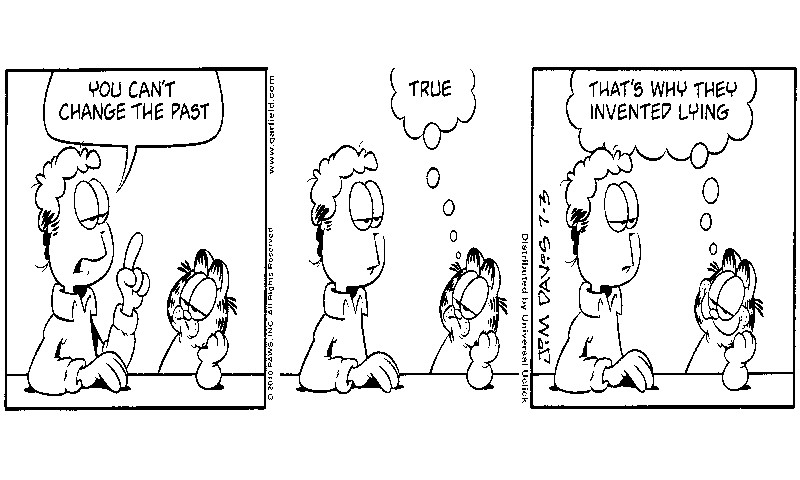 YOU CAN'T
CHANGE THE PAST
www.garfield.com
© 2010 PAWS, INC. All Rights Reserved
TRUE
Distributed by Universal Uclick
THAT'S WHY THEY
INVENTED LYING
JIM DAVIS 7-3